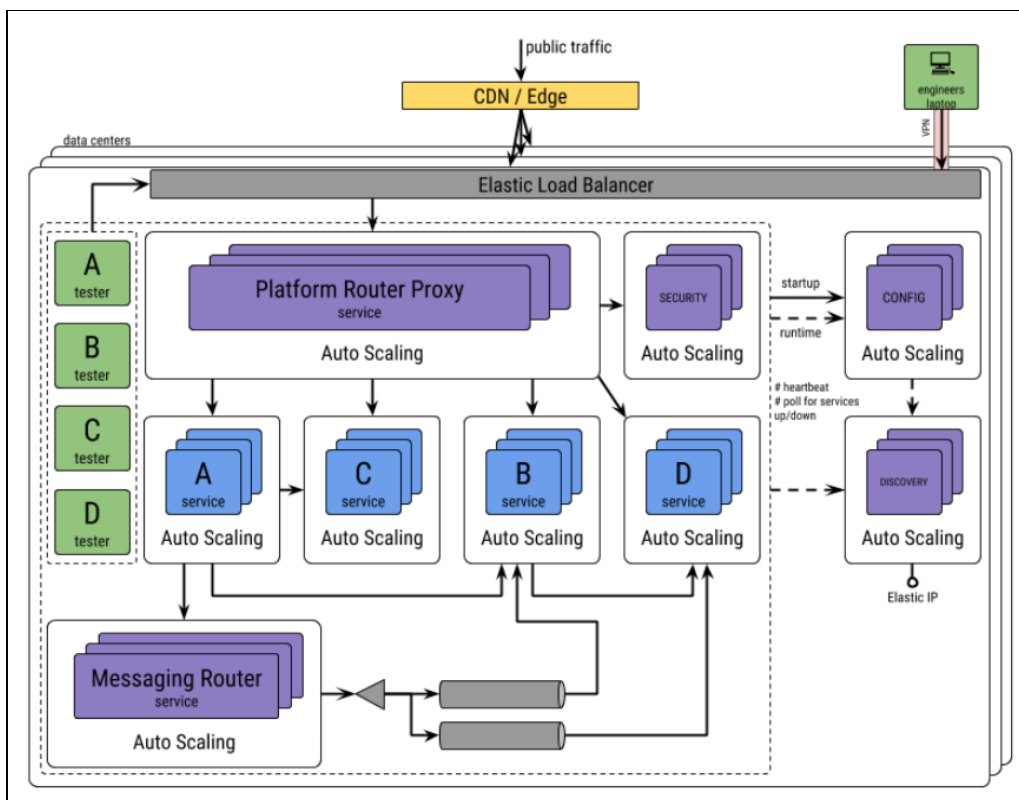 public traffic
CDN / Edge
engineers
laptop
VPN
data centers
Elastic Load Balancer
A
tester
B
tester
C
tester
D
tester
Platform Router Proxy
service
Auto Scaling
SECURITY
Auto Scaling
startup
runtime
CONFIG
Auto Scaling
# heartbeat
# poll for services
up/down
A
service
Auto Scaling
C
service
Auto Scaling
B
service
Auto Scaling
D
service
Auto Scaling
DISCOVERY
Auto Scaling
Elastic IP
Messaging Router
service
Auto Scaling